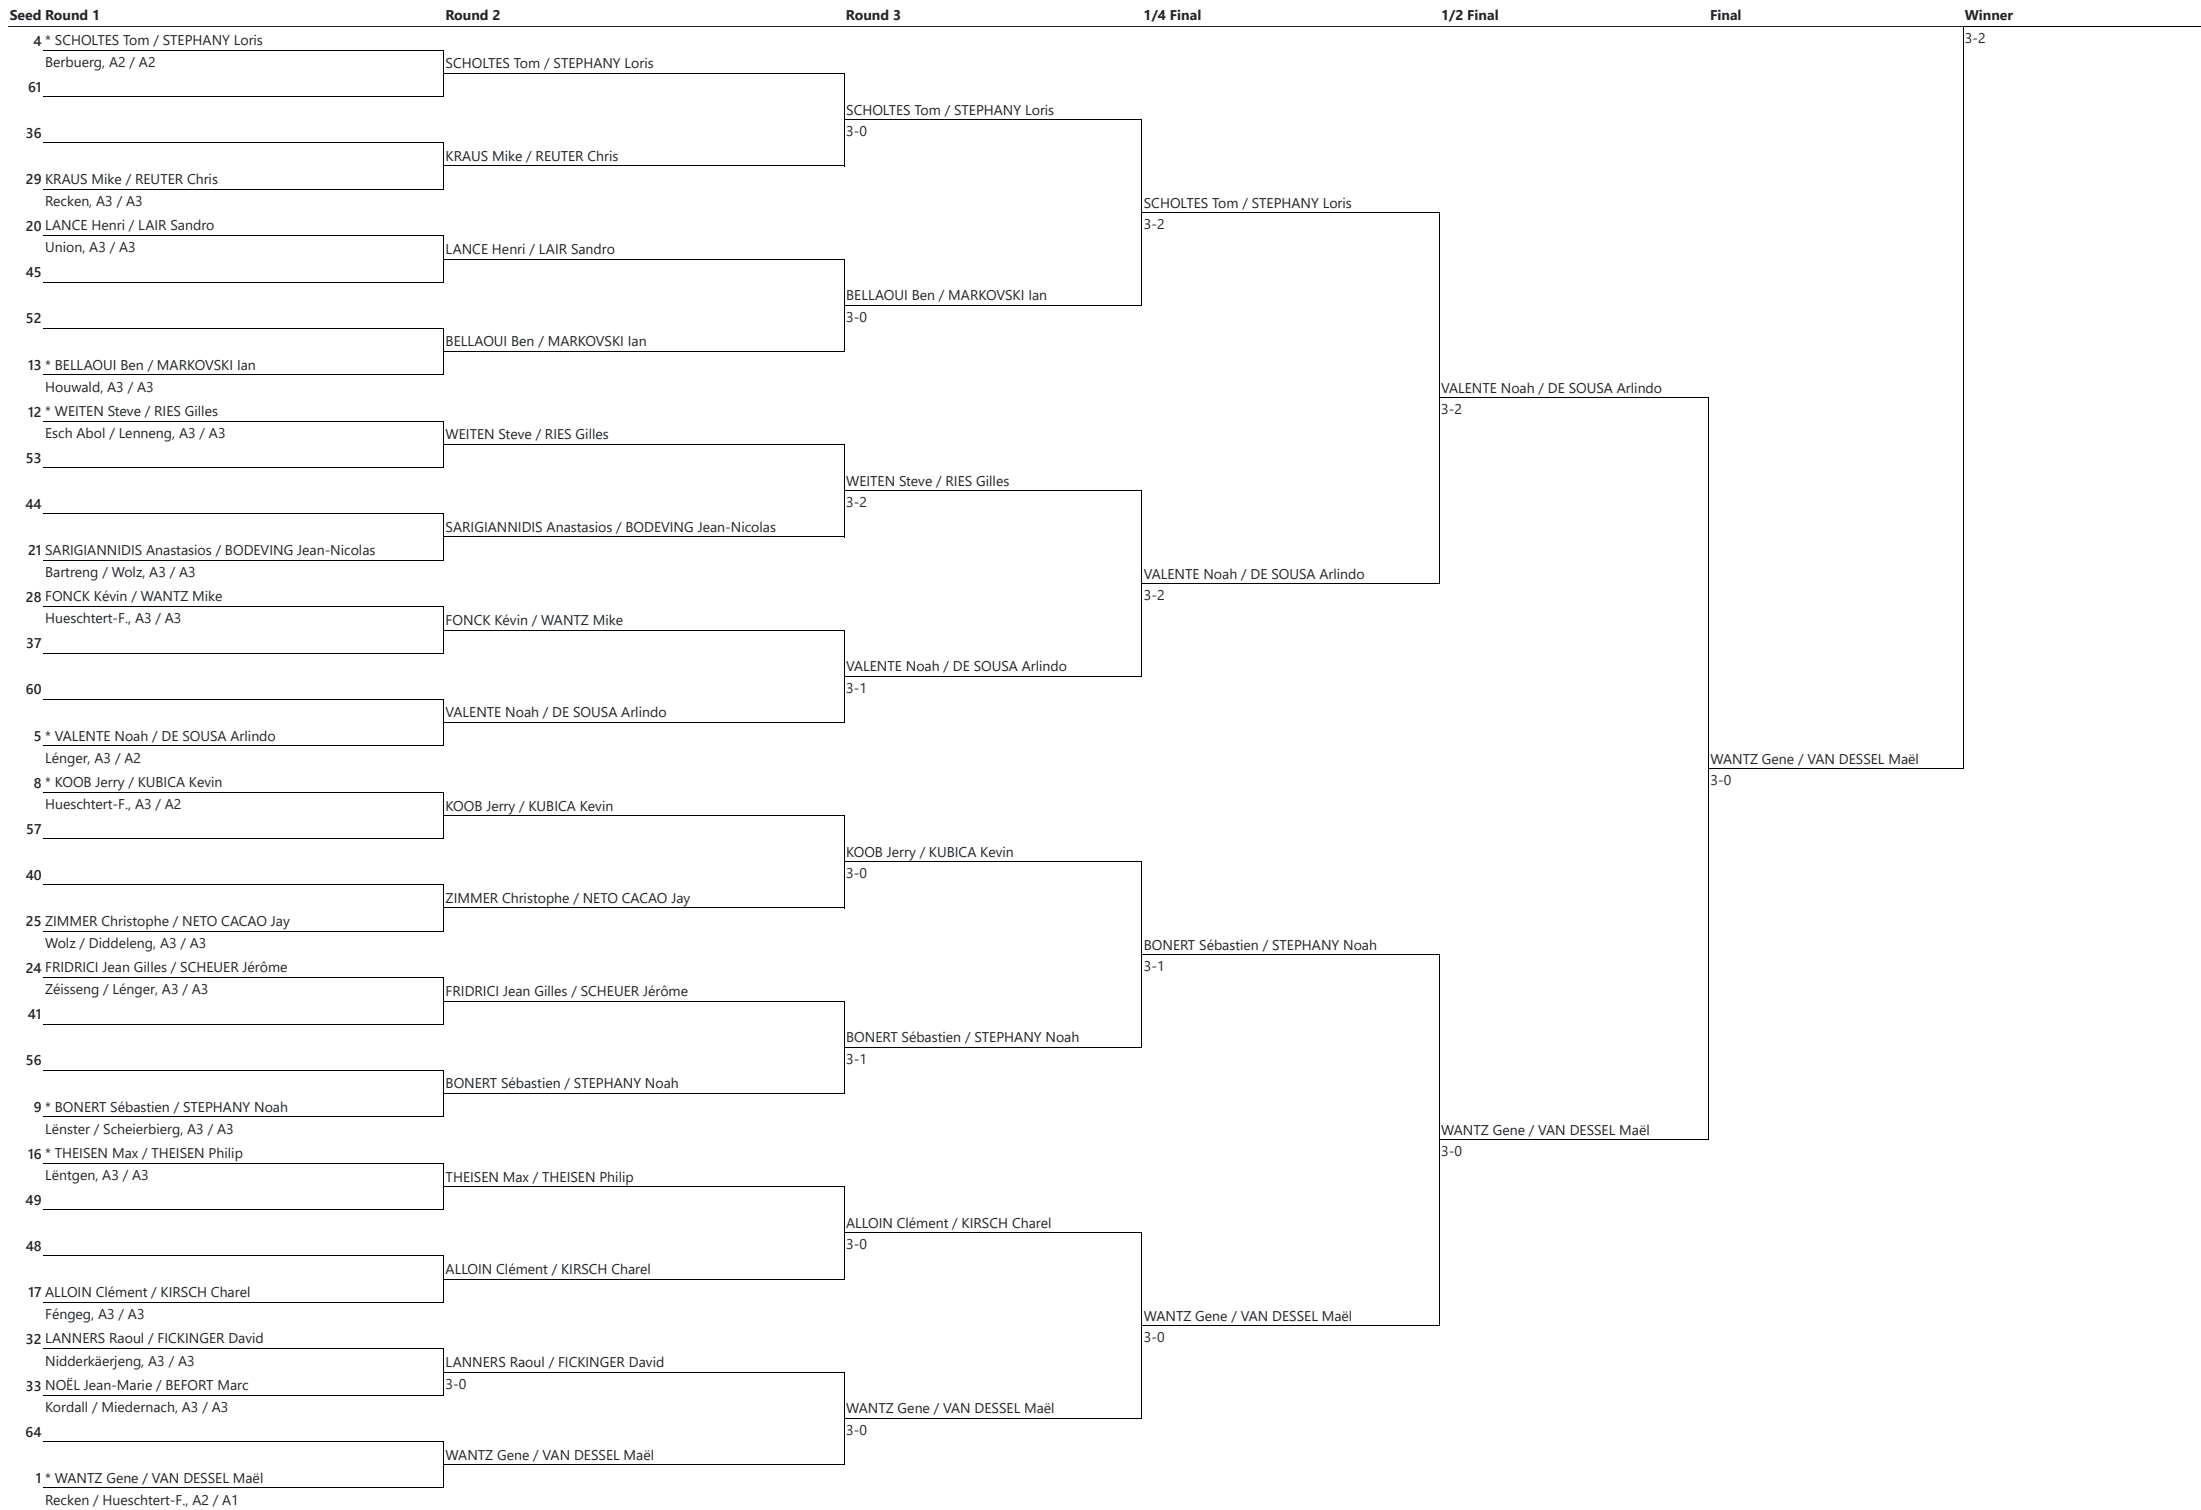 Seed Round 1 Round 2 Round 3 1/4 Final 1/2 Final Final Winner
4 * SCHOLTES Tom / STEPHANY Loris
3-2
Berbuerg, A2 / A2
SCHOLTES Tom / STEPHANY Loris
61
SCHOLTES Tom / STEPHANY Loris
3-0
36
KRAUS Mike / REUTER Chris
29 KRAUS Mike / REUTER Chris
Recken, A3 / A3
SCHOLTES Tom / STEPHANY Loris
3-2
20 LANCE Henri / LAIR Sandro
Union, A3 / A3
LANCE Henri / LAIR Sandro
45
BELLAOUI Ben / MARKOVSKI Ian
3-0
52
BELLAOUI Ben / MARKOVSKI Ian
13 * BELLAOUI Ben / MARKOVSKI Ian
Houwald, A3 / A3
VALENTE Noah / DE SOUSA Arlindo
3-2
12 * WEITEN Steve / RIES Gilles
Esch Abol / Lenneng, A3 / A3
WEITEN Steve / RIES Gilles
53
WEITEN Steve / RIES Gilles
3-2
44
SARIGIANNIDIS Anastasios / BODEVING Jean-Nicolas
21 SARIGIANNIDIS Anastasios / BODEVING Jean-Nicolas
Bartreng / Wolz, A3 / A3
VALENTE Noah / DE SOUSA Arlindo
3-2
28 FONCK Kévin / WANTZ Mike
Hueschtert-F., A3 / A3
FONCK Kévin / WANTZ Mike
37
VALENTE Noah / DE SOUSA Arlindo
3-1
60
VALENTE Noah / DE SOUSA Arlindo
5 * VALENTE Noah / DE SOUSA Arlindo
Lénger, A3 / A2
WANTZ Gene / VAN DESSEL Maël
3-0
8 * KOOB Jerry / KUBICA Kevin
Hueschtert-F., A3 / A2
KOOB Jerry / KUBICA Kevin
57
KOOB Jerry / KUBICA Kevin
3-0
40
ZIMMER Christophe / NETO CACAO Jay
25 ZIMMER Christophe / NETO CACAO Jay
Wolz / Diddeleng, A3 / A3
BONERT Sébastien / STEPHANY Noah
3-1
24 FRIDRICI Jean Gilles / SCHEUER Jérôme
Zéisseng / Lénger, A3 / A3
FRIDRICI Jean Gilles / SCHEUER Jérôme
41
BONERT Sébastien / STEPHANY Noah
3-1
56
BONERT Sébastien / STEPHANY Noah
9 * BONERT Sébastien / STEPHANY Noah
Lënster / Scheierbierg, A3 / A3
WANTZ Gene / VAN DESSEL Maël
3-0
16 * THEISEN Max / THEISEN Philip
Lëntgen, A3 / A3
THEISEN Max / THEISEN Philip
49
ALLOIN Clément / KIRSCH Charel
3-0
48
ALLOIN Clément / KIRSCH Charel
17 ALLOIN Clément / KIRSCH Charel
Féngeg, A3 / A3
WANTZ Gene / VAN DESSEL Maël
3-0
32 LANNERS Raoul / FICKINGER David
Nidderkäerjeng, A3 / A3
LANNERS Raoul / FICKINGER David
3-0
33 NOËL Jean-Marie / BEFORT Marc
Kordall / Miedernach, A3 / A3
WANTZ Gene / VAN DESSEL Maël
3-0
64
WANTZ Gene / VAN DESSEL Maël
1 * WANTZ Gene / VAN DESSEL Maël
Recken / Hueschtert-F., A2 / A1